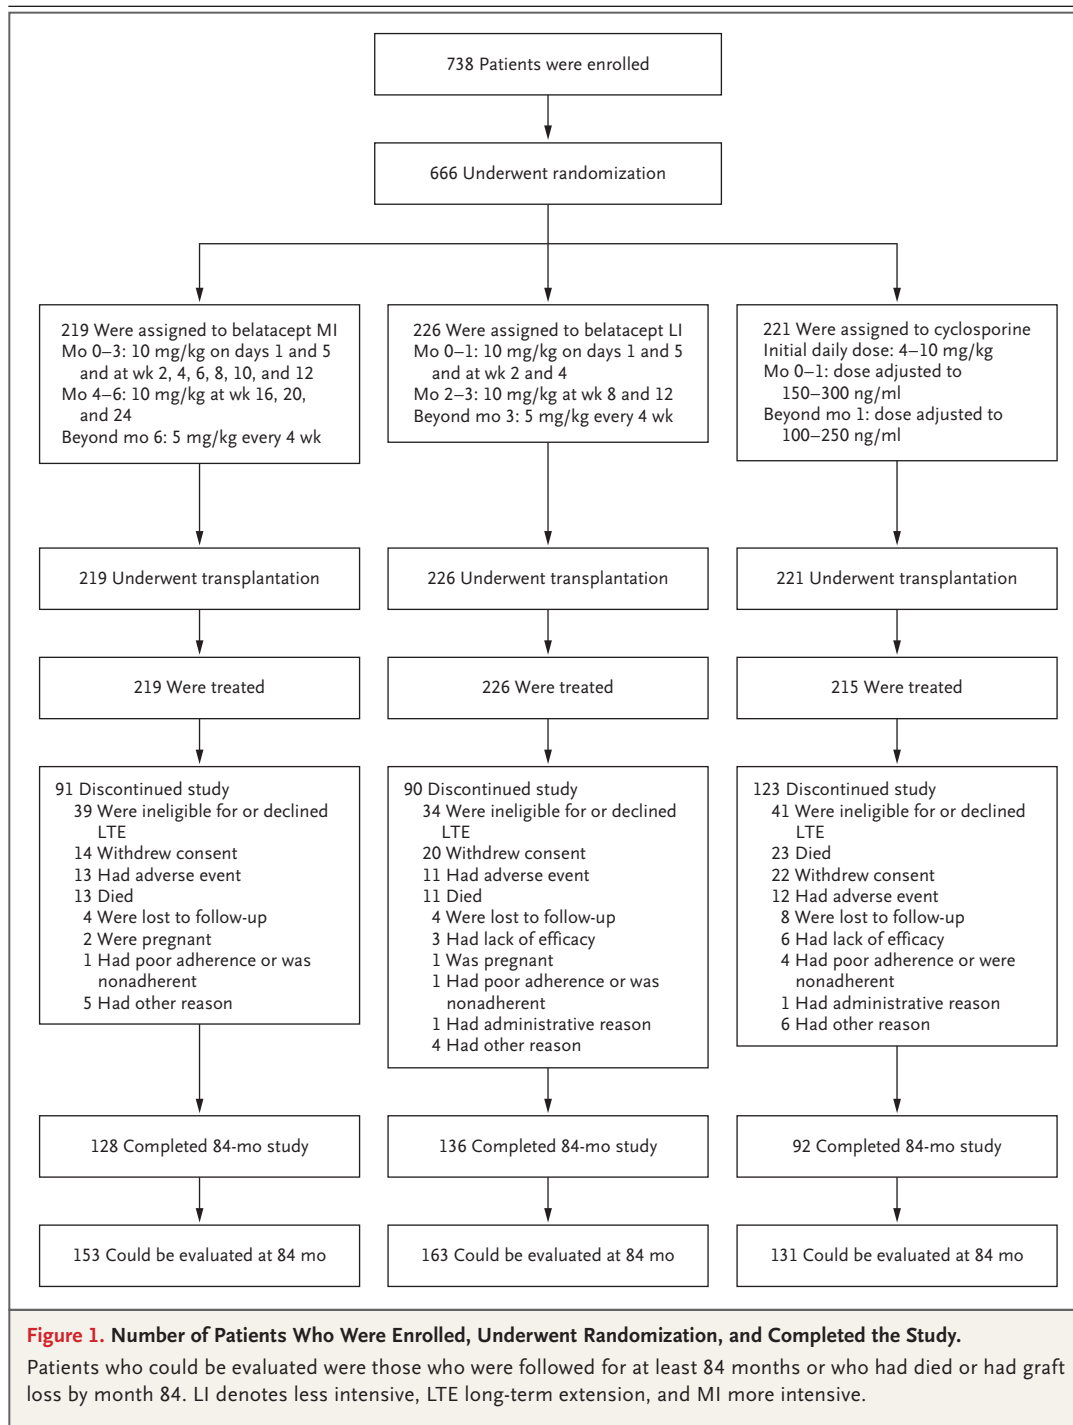 738 Patients were enrolled
666 Underwent randomization
219 Were assigned to belatacept MI
Mo 0–3: 10 mg/kg on days 1 and 5
and at wk 2, 4, 6, 8, 10, and 12
Mo 4–6: 10 mg/kg at wk 16, 20,
and 24
Beyond mo 6: 5 mg/kg every 4 wk
226 Were assigned to belatacept LI
Mo 0–1: 10 mg/kg on days 1 and 5
and at wk 2 and 4
Mo 2–3: 10 mg/kg at wk 8 and 12
Beyond mo 3: 5 mg/kg every 4 wk
221 Were assigned to cyclosporine
Initial daily dose: 4–10 mg/kg
Mo 0–1: dose adjusted to
150–300 ng/ml
Beyond mo 1: dose adjusted to
100–250 ng/ml
219 Underwent transplantation
226 Underwent transplantation
221 Underwent transplantation
219 Were treated
226 Were treated
215 Were treated
91 Discontinued study
39 Were ineligible for or declined
LTE
14 Withdrew consent
13 Had adverse event
13 Died
4 Were lost to follow-up
2 Were pregnant
1 Had poor adherence or was
nonadherent
5 Had other reason
90 Discontinued study
34 Were ineligible for or declined
LTE
20 Withdrew consent
11 Had adverse event
11 Died
4 Were lost to follow-up
3 Had lack of efficacy
1 Was pregnant
1 Had poor adherence or was
nonadherent
1 Had administrative reason
4 Had other reason
123 Discontinued study
41 Were ineligible for or declined
LTE
23 Died
22 Withdrew consent
12 Had adverse event
8 Were lost to follow-up
6 Had lack of efficacy
4 Had poor adherence or were
nonadherent
1 Had administrative reason
6 Had other reason
128 Completed 84-mo study
136 Completed 84-mo study
92 Completed 84-mo study
153 Could be evaluated at 84 mo
163 Could be evaluated at 84 mo
131 Could be evaluated at 84 mo
Figure 1. Number of Patients Who Were Enrolled, Underwent Randomization, and Completed the Study.
Patients who could be evaluated were those who were followed for at least 84 months or who had died or had graft
loss by month 84. LI denotes less intensive, LTE long-term extension, and MI more intensive.